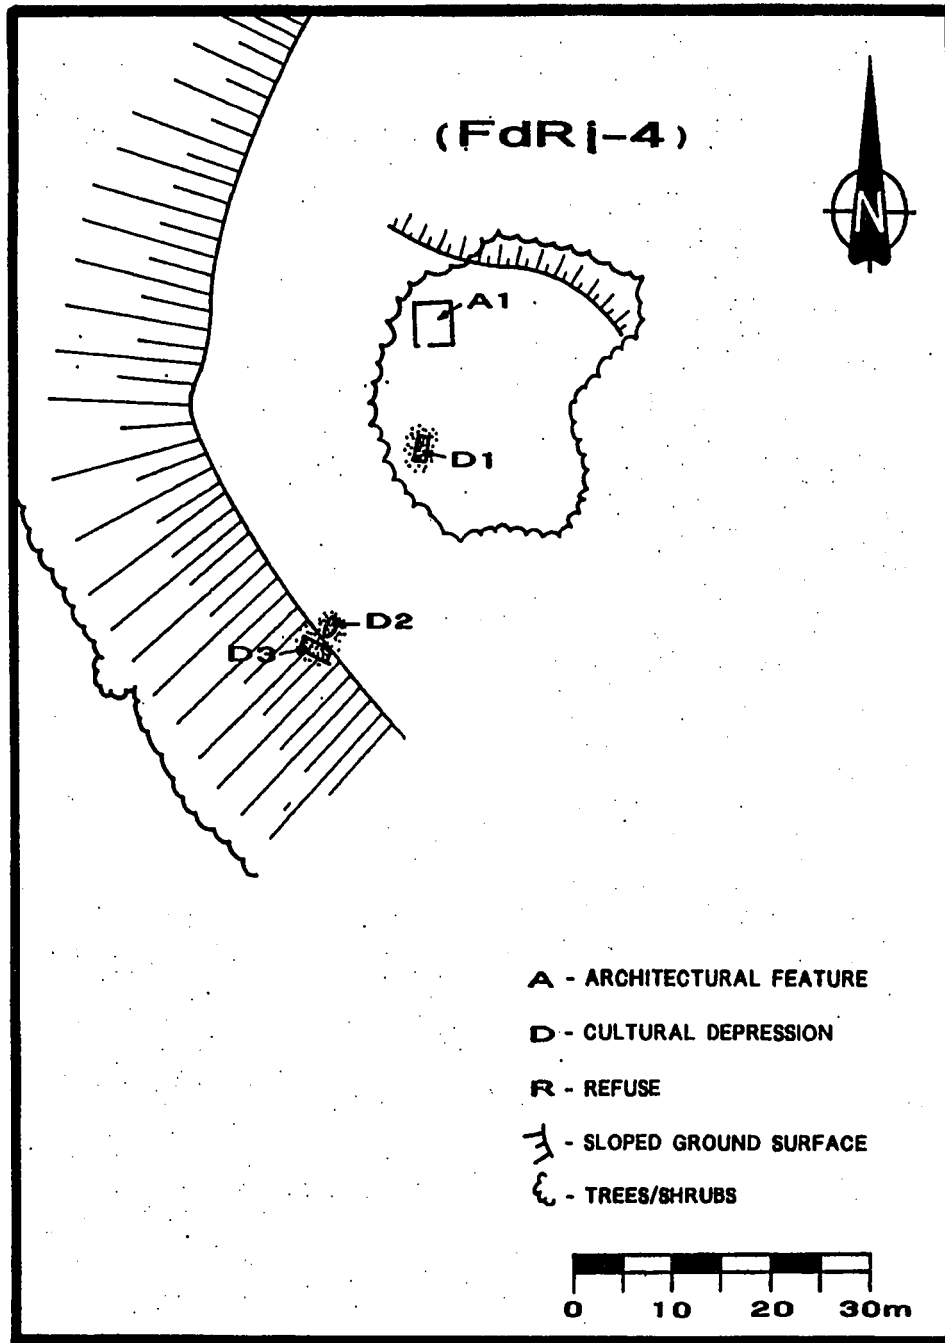 (FdRi-4)
N
A1
D1
D2
D3
A - ARCHITECTURAL FEATURE
D - CULTURAL DEPRESSION
R - REFUSE
- SLOPED GROUND SURFACE
- TREES/SHRUBS
0 10 20 30m